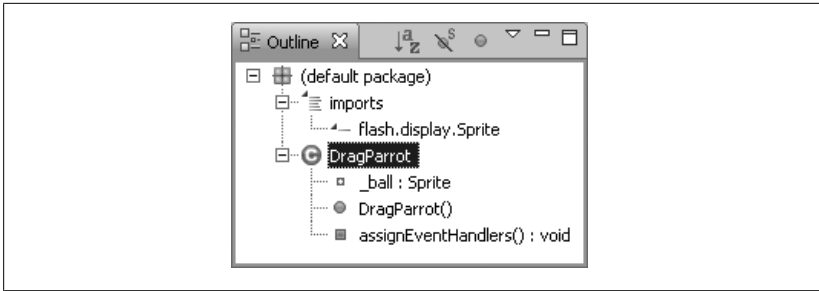 Outline
(default package)
imports
flash.display.Sprite
DragParrot
_ball : Sprite
DragParrot()
assignEventHandlers() : void